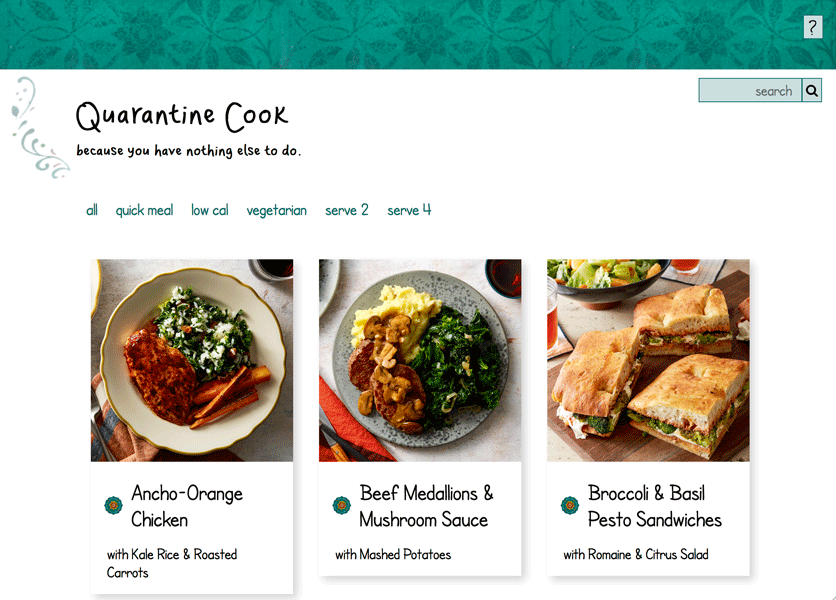 ?
search
Quarantine Cook
because you have nothing else to do.
all quick meal low cal vegetarian serve 2 serve 4
Ancho-Orange
Chicken
with Kale Rice & Roasted
Carrots
Beef Medallions &
Mushroom Sauce
with Mashed Potatoes
Broccoli & Basil
Pesto Sandwiches
with Romaine & Citrus Salad